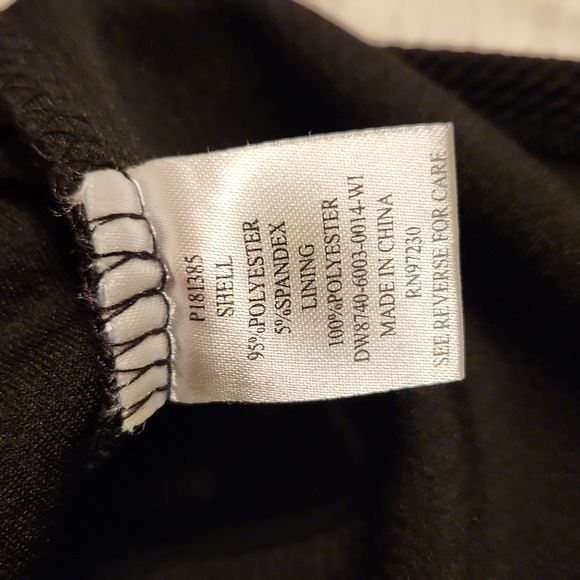 P181385
SHELL
95%POLYESTER
5%SPANDEX
LINING
100%POLYESTER
DW8740-6003-0014-WI
MADE IN CHINA
RN97230
SEE REVERSE FOR CARE